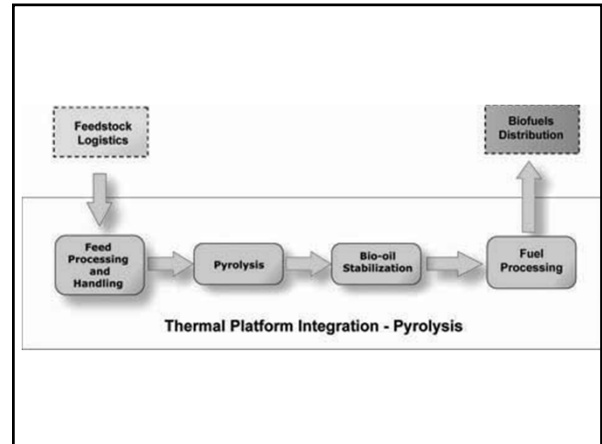 Feedstock
Logistics
Biofuels
Distribution
Feed
Processing
and
Handling
Pyrolysis
Bio-oil
Stabilization
Fuel
Processing
Thermal Platform Integration - Pyrolysis